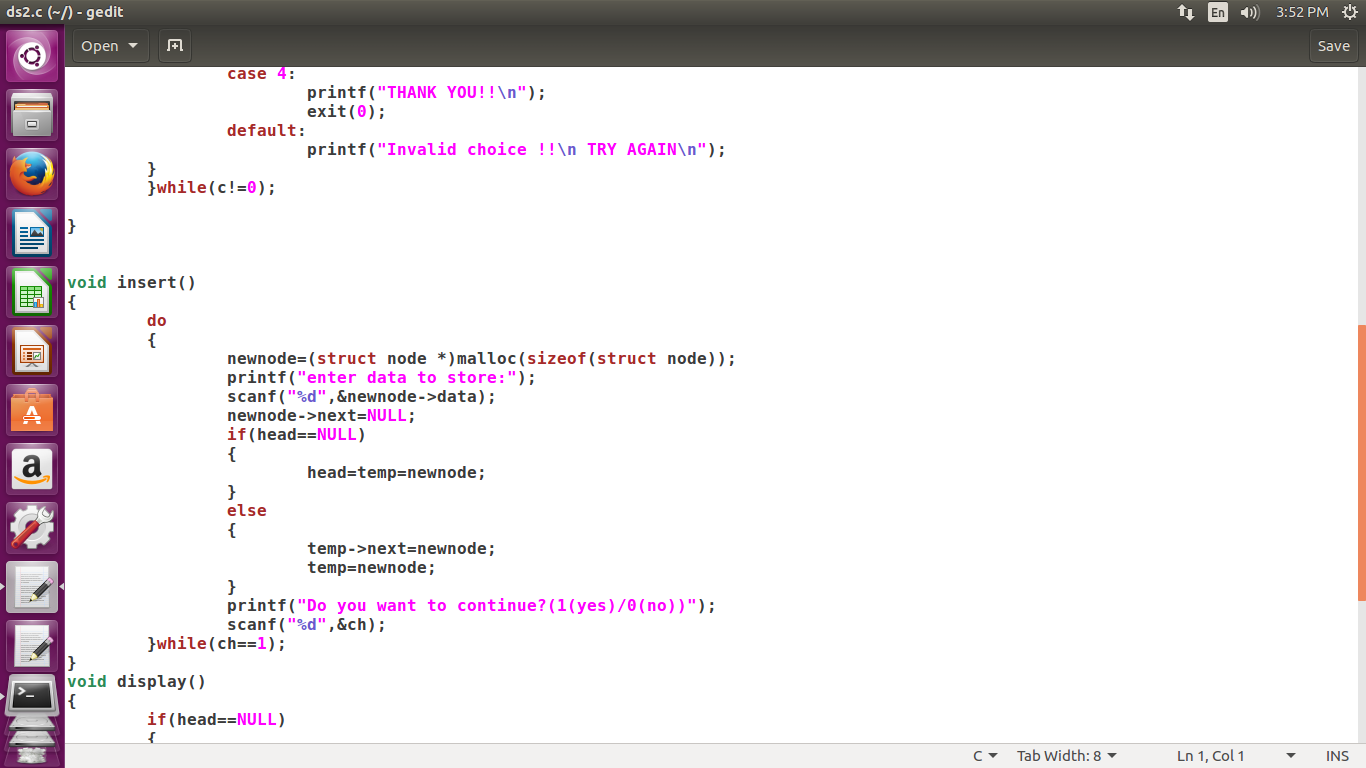 ds2.c (~/) - gedit
En
3:52 PM
Open
Save
case 4:
printf("THANK YOU!!\n");
exit(0);
default:
printf("Invalid choice !!\n TRY AGAIN\n");
}
}while(c!=0);
}
void insert()
{
do
{
newnode=(struct node *)malloc(sizeof(struct node));
printf("enter data to store:");
scanf("%d",&newnode->data);
newnode->next=NULL;
if(head==NULL)
{
head=temp=newnode;
}
else
{
temp->next=newnode;
temp=newnode;
}
printf("Do you want to continue?(1(yes)/0(no))");
scanf("%d",&ch);
}while(ch==1);
}
void display()
{
if(head==NULL)
{
C
Tab Width: 8
Ln 1, Col 1
INS